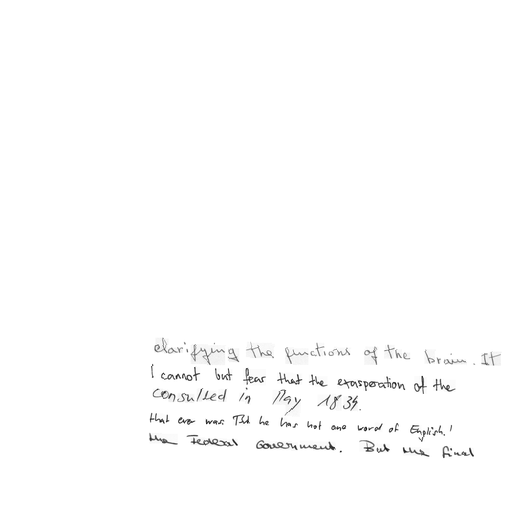 clarifying the functions of the brain. It
I cannot but fear that the exasperation of the
consulted in May 1834.
that ever was. he has not one word of English.'
the Federal Government. But the final